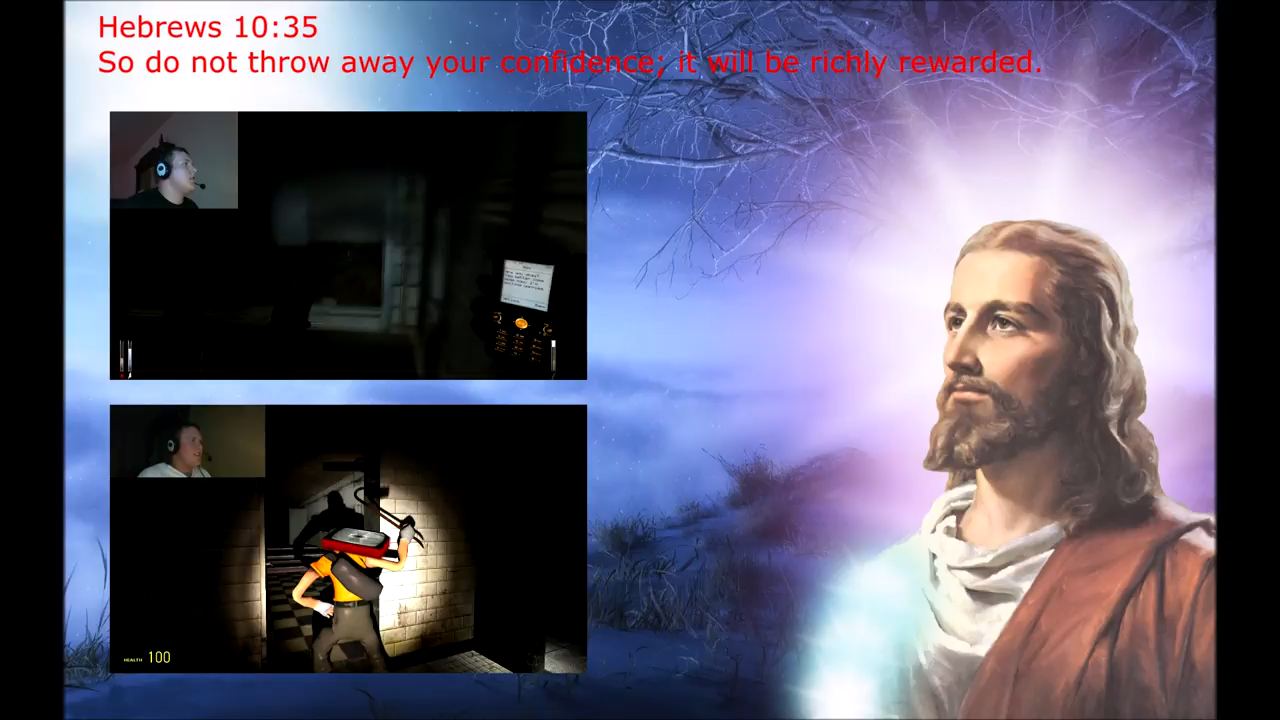 Hebrews 10:35
So do not throw away your confidence; it will be richly rewarded.
HEALTH 100